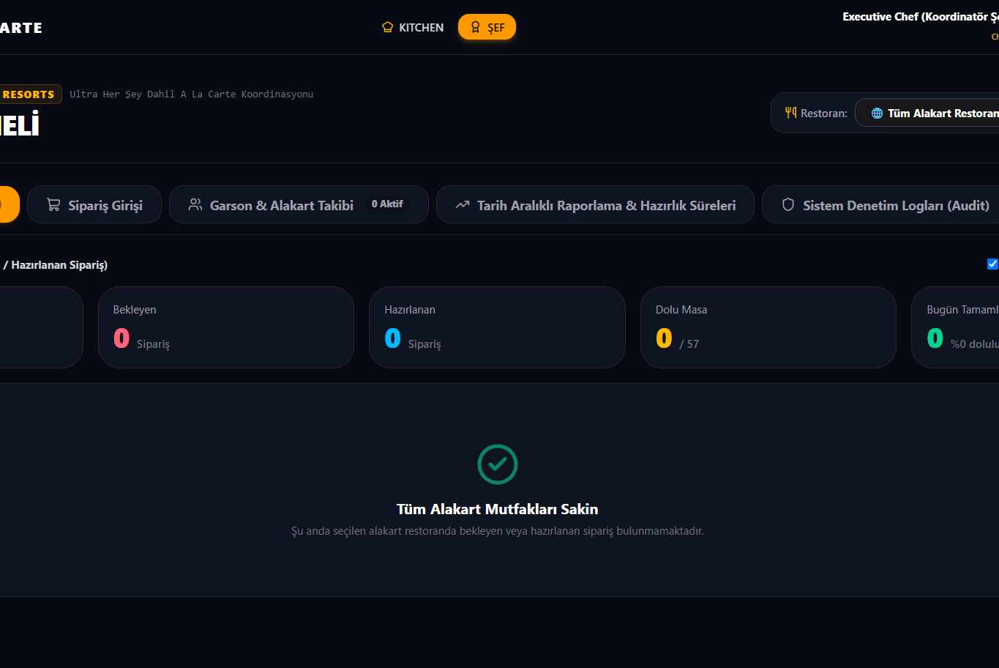 ARTE
KITCHEN
ŞEF
Executive Chef (Koordinatör Şe
CH
RESORTS
Ultra Her Şey Dahil A La Carte Koordinasyonu
ELİ
Restoran:
Tüm Alakart Restoran
Sipariş Girişi
Garson & Alakart Takibi
0 Aktif
Tarih Aralıklı Raporlama & Hazırlık Süreleri
Sistem Denetim Logları (Audit)
/ Hazırlanan Sipariş)
Bekleyen
0 Sipariş
Hazırlanan
0 Sipariş
Dolu Masa
0 / 57
Bugün Tamaml
0 %0 dolulu
Tüm Alakart Mutfakları Sakin
Şu anda seçilen alakart restoranda bekleyen veya hazırlanan sipariş bulunmamaktadır.